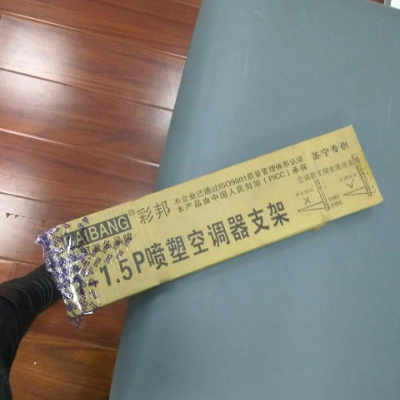 CAIBANG® 彩邦
本企业已通过ISO9001质量管理体系认证
本产品由中国人民财险(PICC)承保
苏宁专供
1.5P喷塑空调器支架